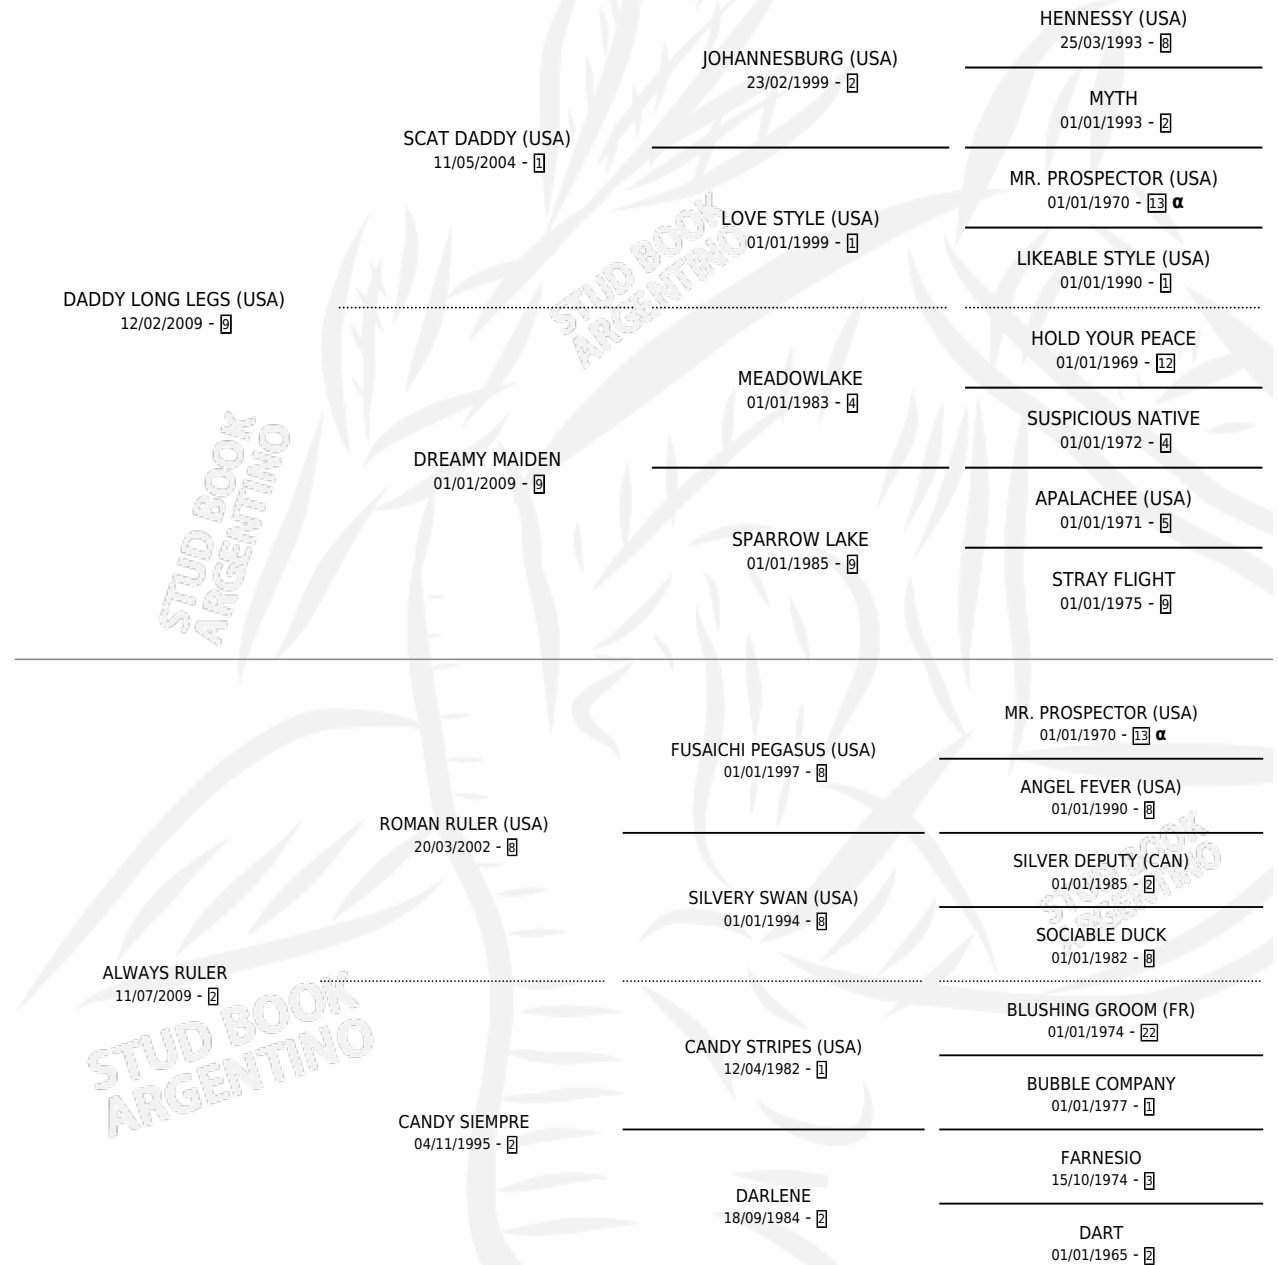 HENNESSY (USA)
25/03/1993 - 8
JOHANNESBURG (USA)
23/02/1999 - 2
MYTH
01/01/1993 - 2
SCAT DADDY (USA)
11/05/2004 - 1
MR. PROSPECTOR (USA)
01/01/1970 - 13 α
LOVE STYLE (USA)
01/01/1999 - 1
LIKEABLE STYLE (USA)
01/01/1990 - 1
STUD BOOK
ARGENTINO
DADDY LONG LEGS (USA)
12/02/2009 - 9
HOLD YOUR PEACE
01/01/1969 - 12
MEADOWLAKE
01/01/1983 - 4
SUSPICIOUS NATIVE
01/01/1972 - 4
DREAMY MAIDEN
01/01/2009 - 9
STUD BOOK
ARGENTINO
APALACHEE (USA)
01/01/1971 - 5
SPARROW LAKE
01/01/1985 - 9
STRAY FLIGHT
01/01/1975 - 9
MR. PROSPECTOR (USA)
01/01/1970 - 13 α
FUSAICHI PEGASUS (USA)
01/01/1997 - 8
ANGEL FEVER (USA)
01/01/1990 - 8
ROMAN RULER (USA)
20/03/2002 - 8
SILVER DEPUTY (CAN)
01/01/1985 - 2
STUD BOOK
ARGENTINO
SILVERY SWAN (USA)
01/01/1994 - 8
SOCIABLE DUCK
01/01/1982 - 8
ALWAYS RULER
11/07/2009 - 2
STUD BOOK
ARGENTINO
BLUSHING GROOM (FR)
01/01/1974 - 22
CANDY STRIPES (USA)
12/04/1982 - 1
BUBBLE COMPANY
01/01/1977 - 1
CANDY SIEMPRE
04/11/1995 - 2
FARNESIO
15/10/1974 - 3
DARLENE
18/09/1984 - 2
DART
01/01/1965 - 2